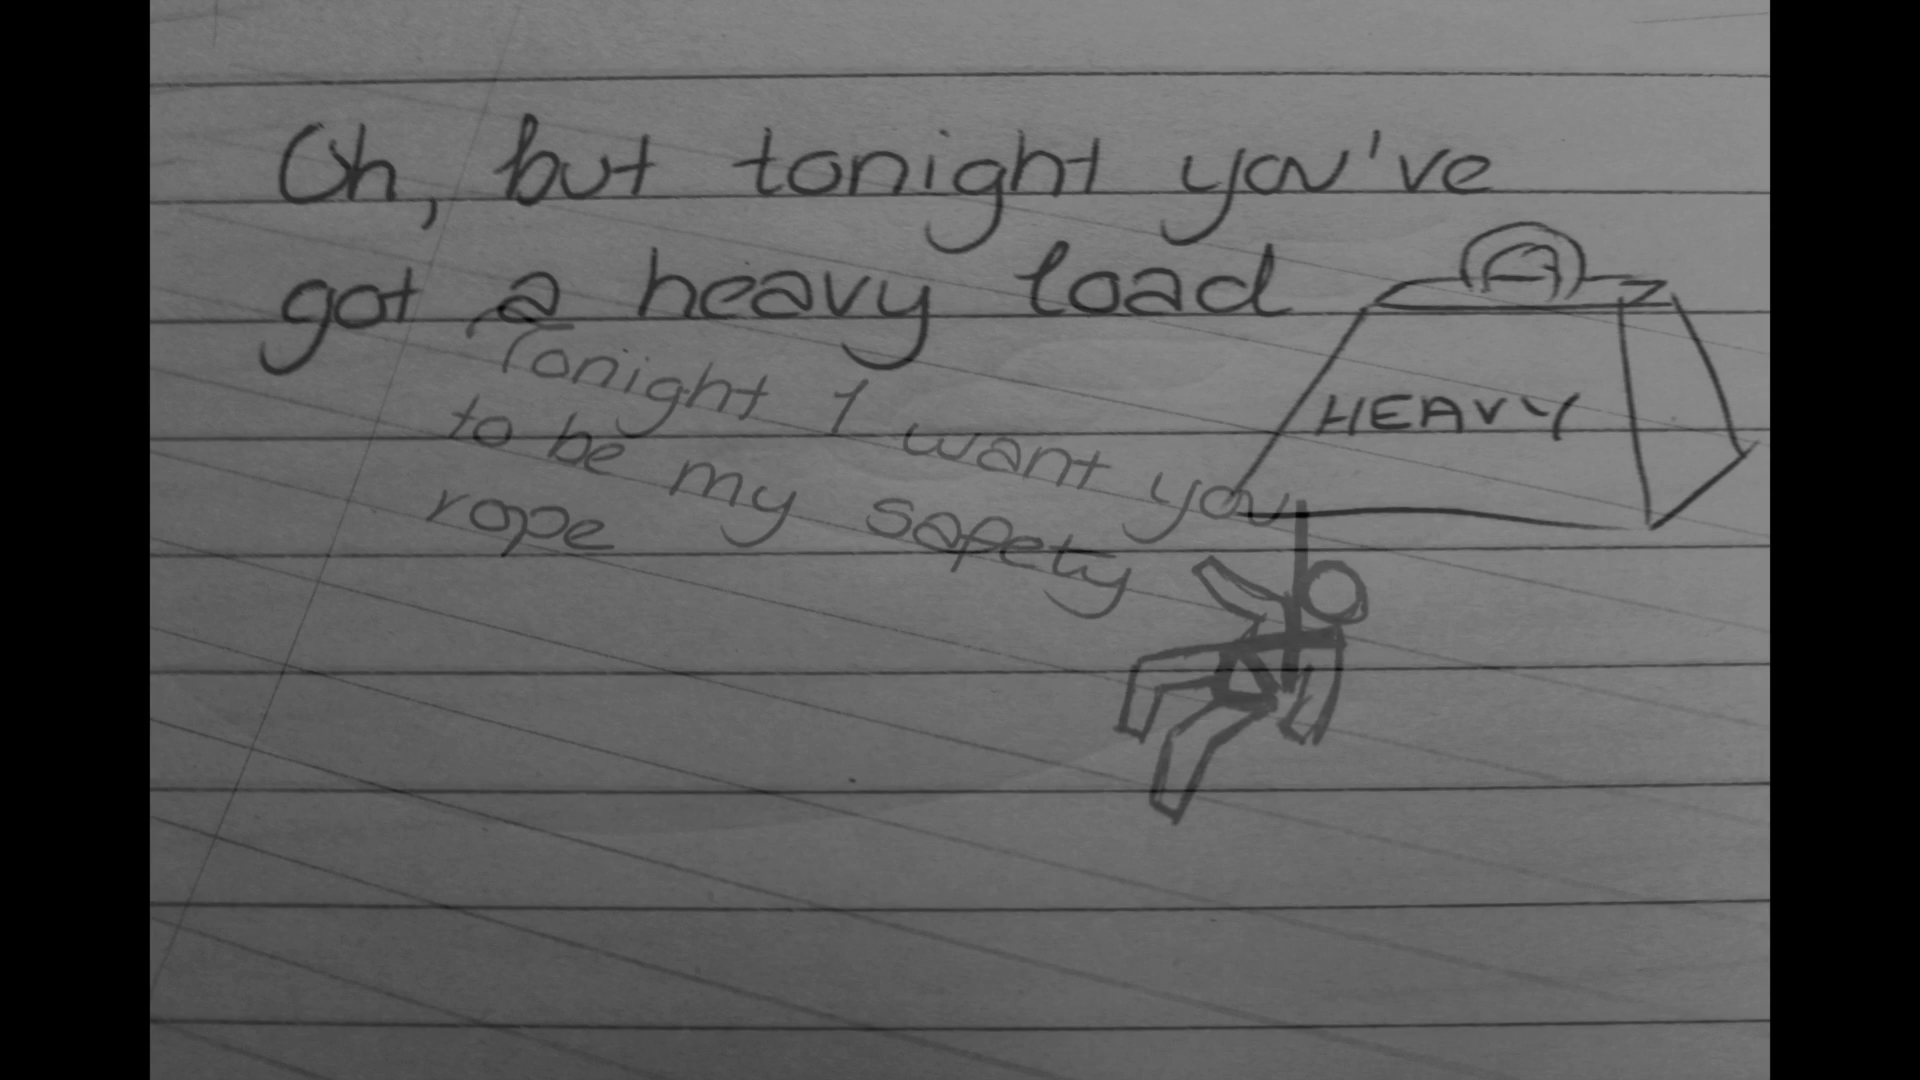 Oh, but tonight you've
got a heavy load
HEAVY
Tonight I want you
to be my safety
rope